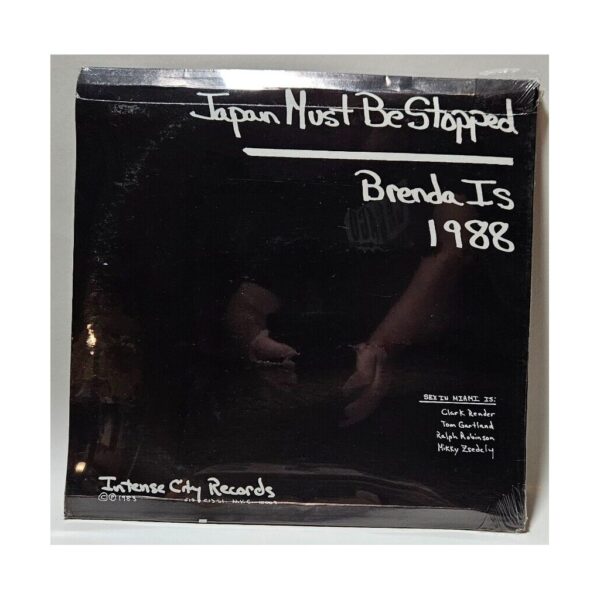 Japan Must Be Stopped
Brenda Is
1988
SEX IN MIAMI IS:
Clark Render
Tom Gartland
Ralph Robinson
Mikey Zsedely
Intense City Records
©℗1983
N.Y.C.